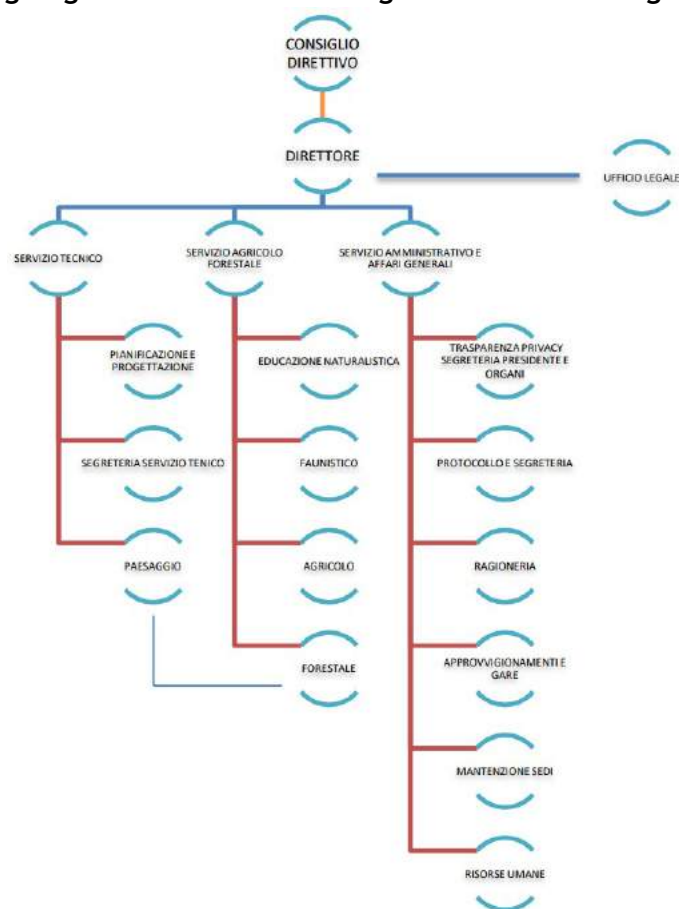 CONSIGLIO
DIRETTIVO
DIRETTORE
UFFICIO LEGALE
SERVIZIO TECNICO
SERVIZIO AGRICOLO
FORESTALE
SERVIZIO AMMINISTRATIVO E
AFFARI GENERALI
PIANIFICAZIONE E
PROGETTAZIONE
EDUCAZIONE NATURALISTICA
TRASPARENZA PRIVACY
SEGRETERIA PRESIDENTE E
ORGANI
SEGRETERIA SERVIZIO TENICO
FAUNISTICO
PROTOCOLLO E SEGRETERIA
PAESAGGIO
AGRICOLO
RAGIONERIA
FORESTALE
APPROVVIGIONAMENTI E
GARE
MANTENZIONE SEDI
RISORSE UMANE